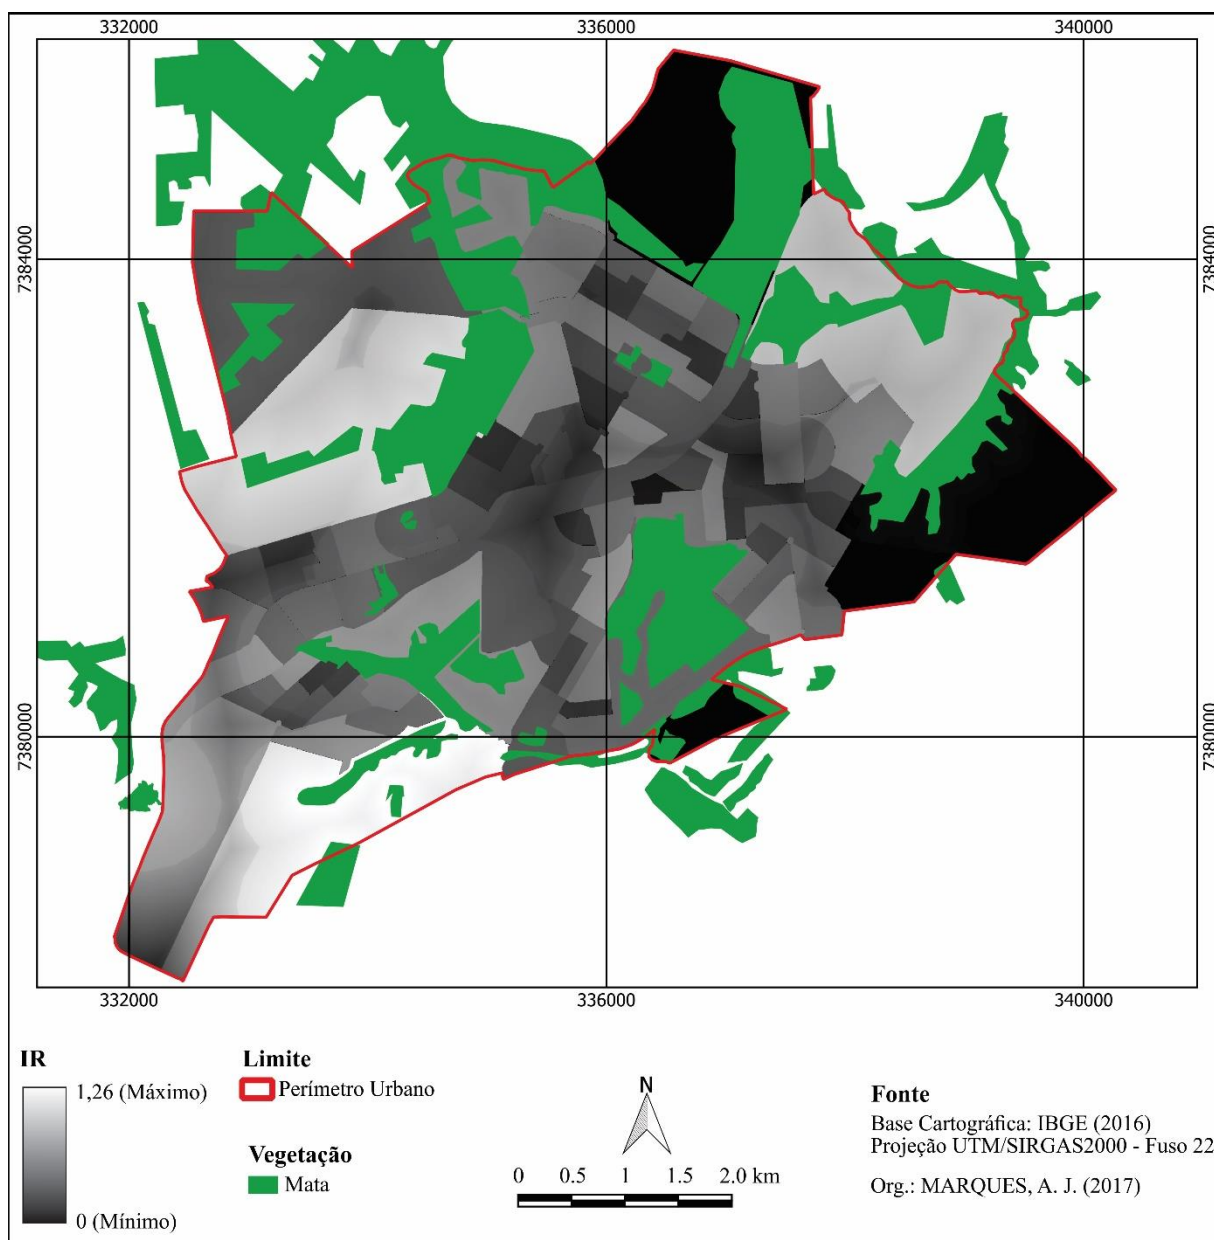 332000 336000 340000
7384000 7384000
7380000 7380000
332000 336000 340000
IR
1,26 (Máximo)
0 (Mínimo)
Limite
Perímetro Urbano
Vegetação
Mata
N
0 0.5 1 1.5 2.0 km
Fonte
Base Cartográfica: IBGE (2016)
Projeção UTM/SIRGAS2000 - Fuso 22
Org.: MARQUES, A. J. (2017)